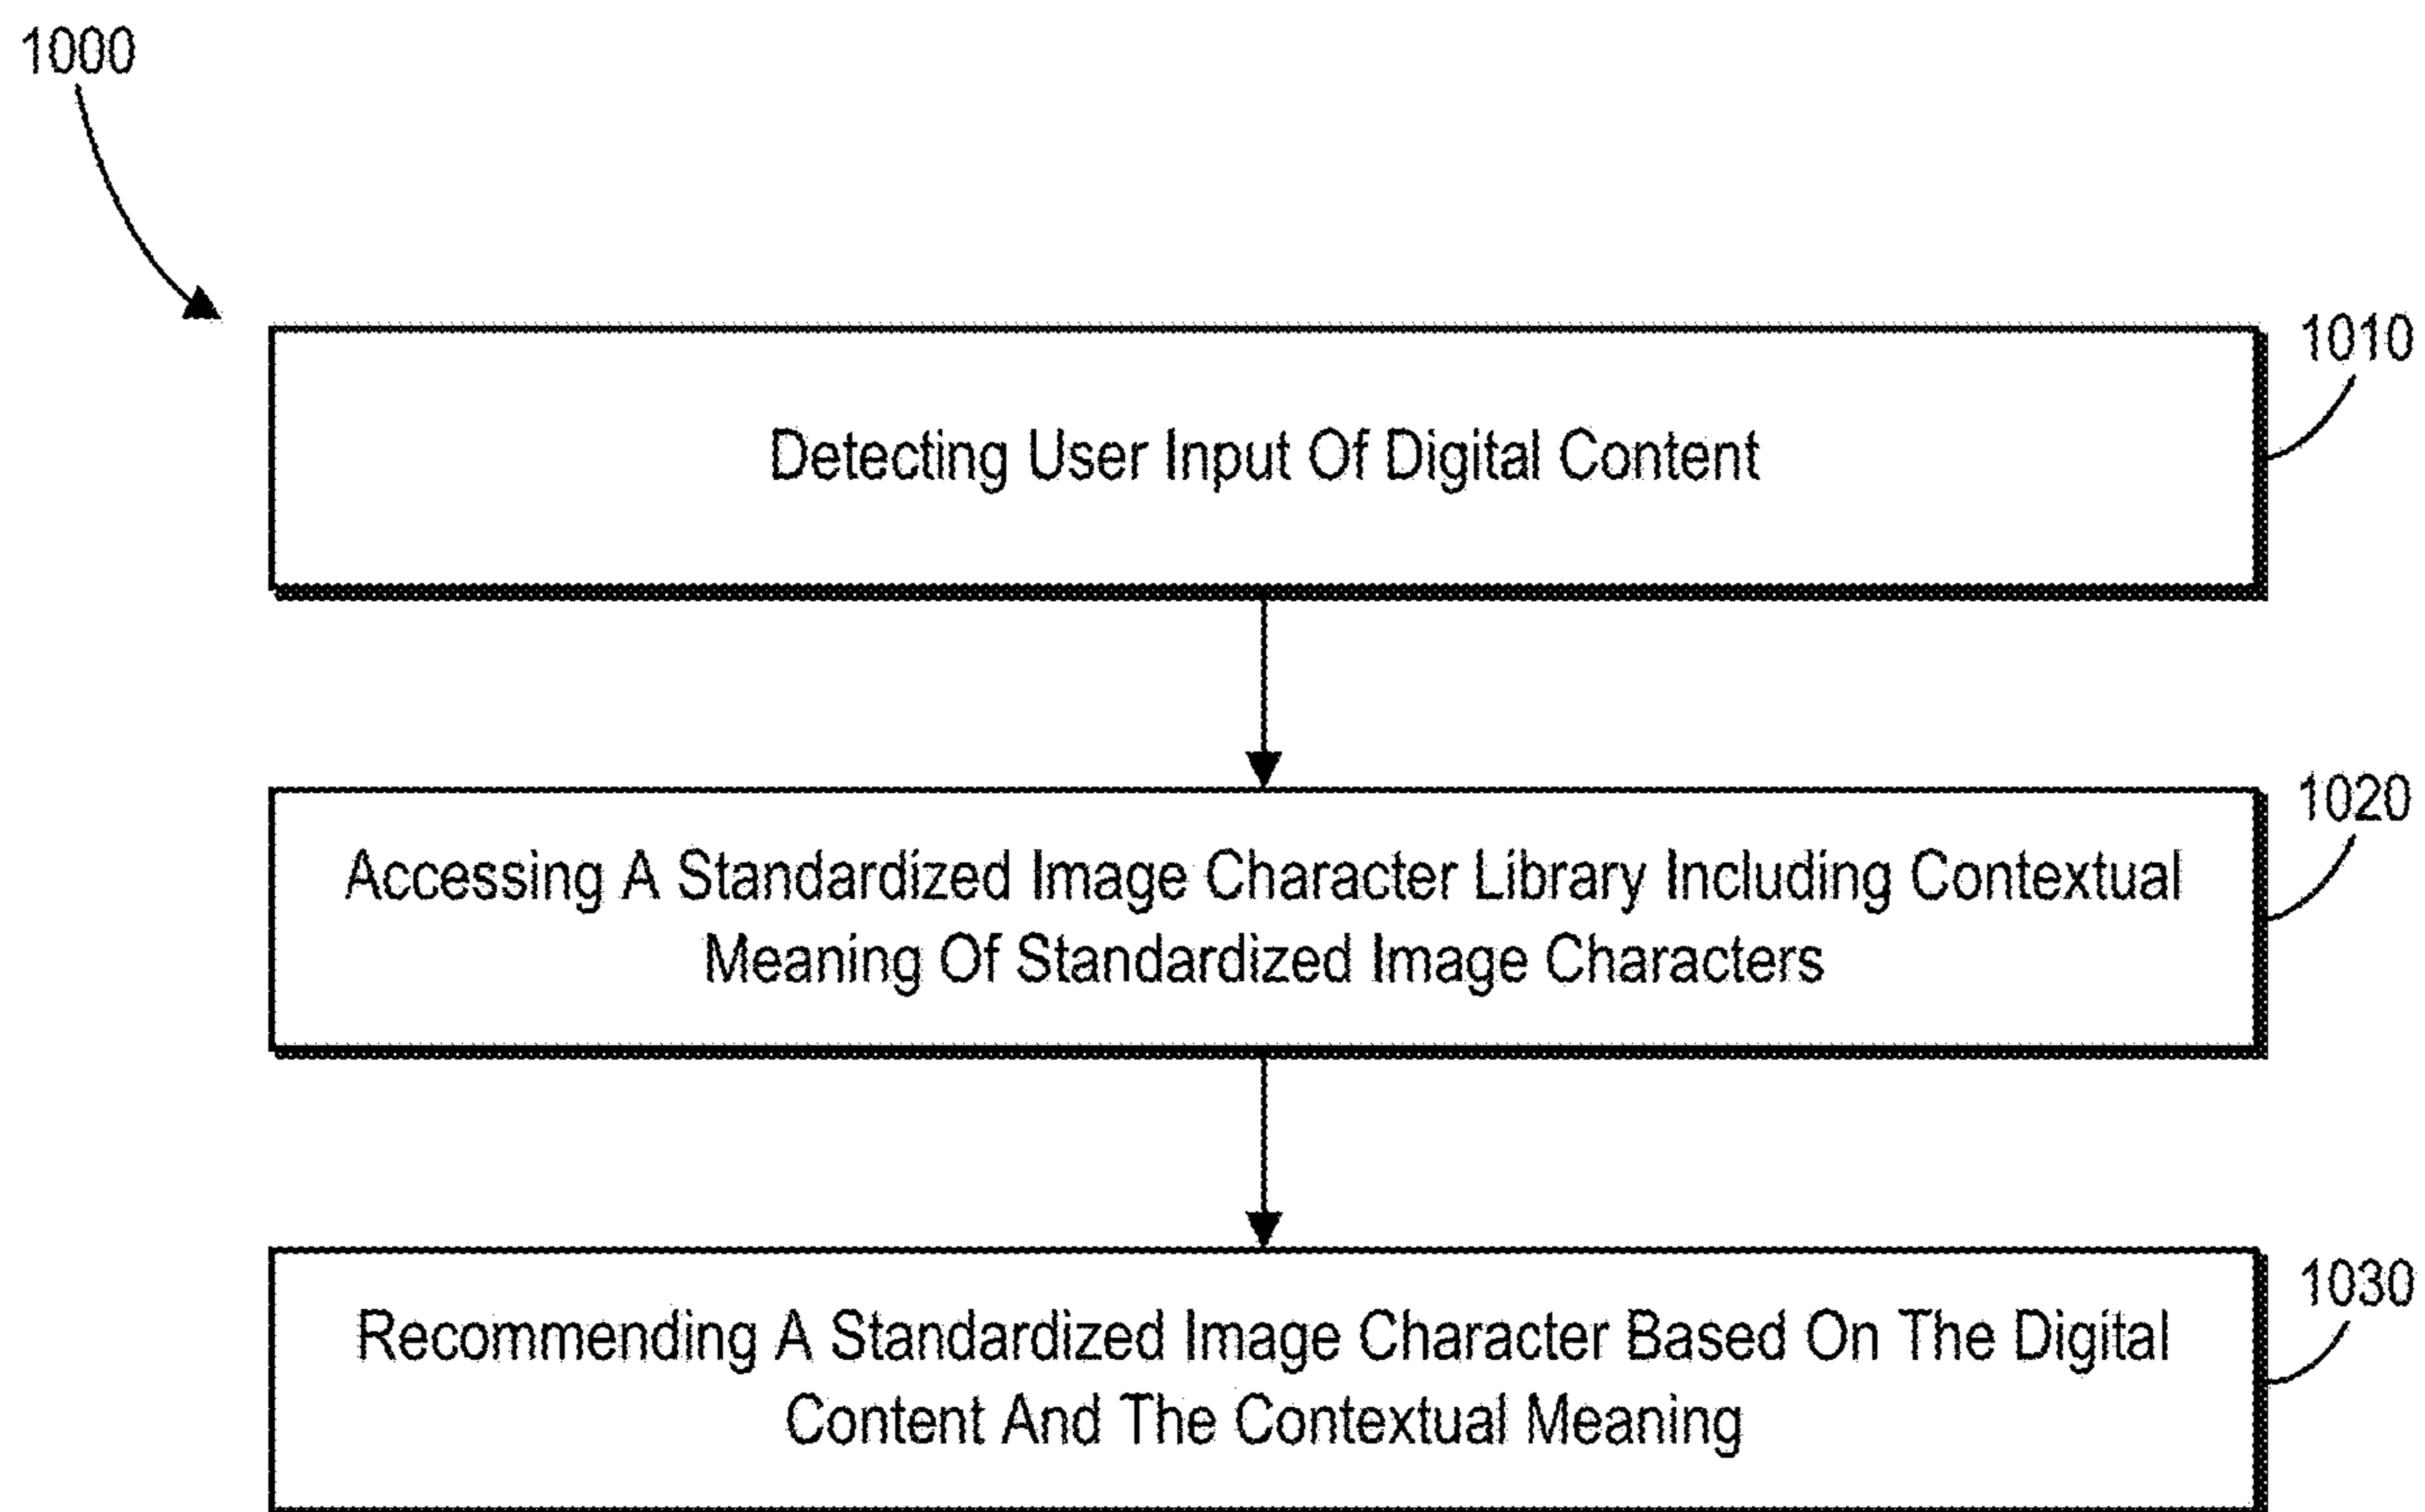 1000
1010
Detecting User Input Of Digital Content
1020
Accessing A Standardized Image Character Library Including Contextual
Meaning Of Standardized Image Characters
1030
Recommending A Standardized Image Character Based On The Digital
Content And The Contextual Meaning